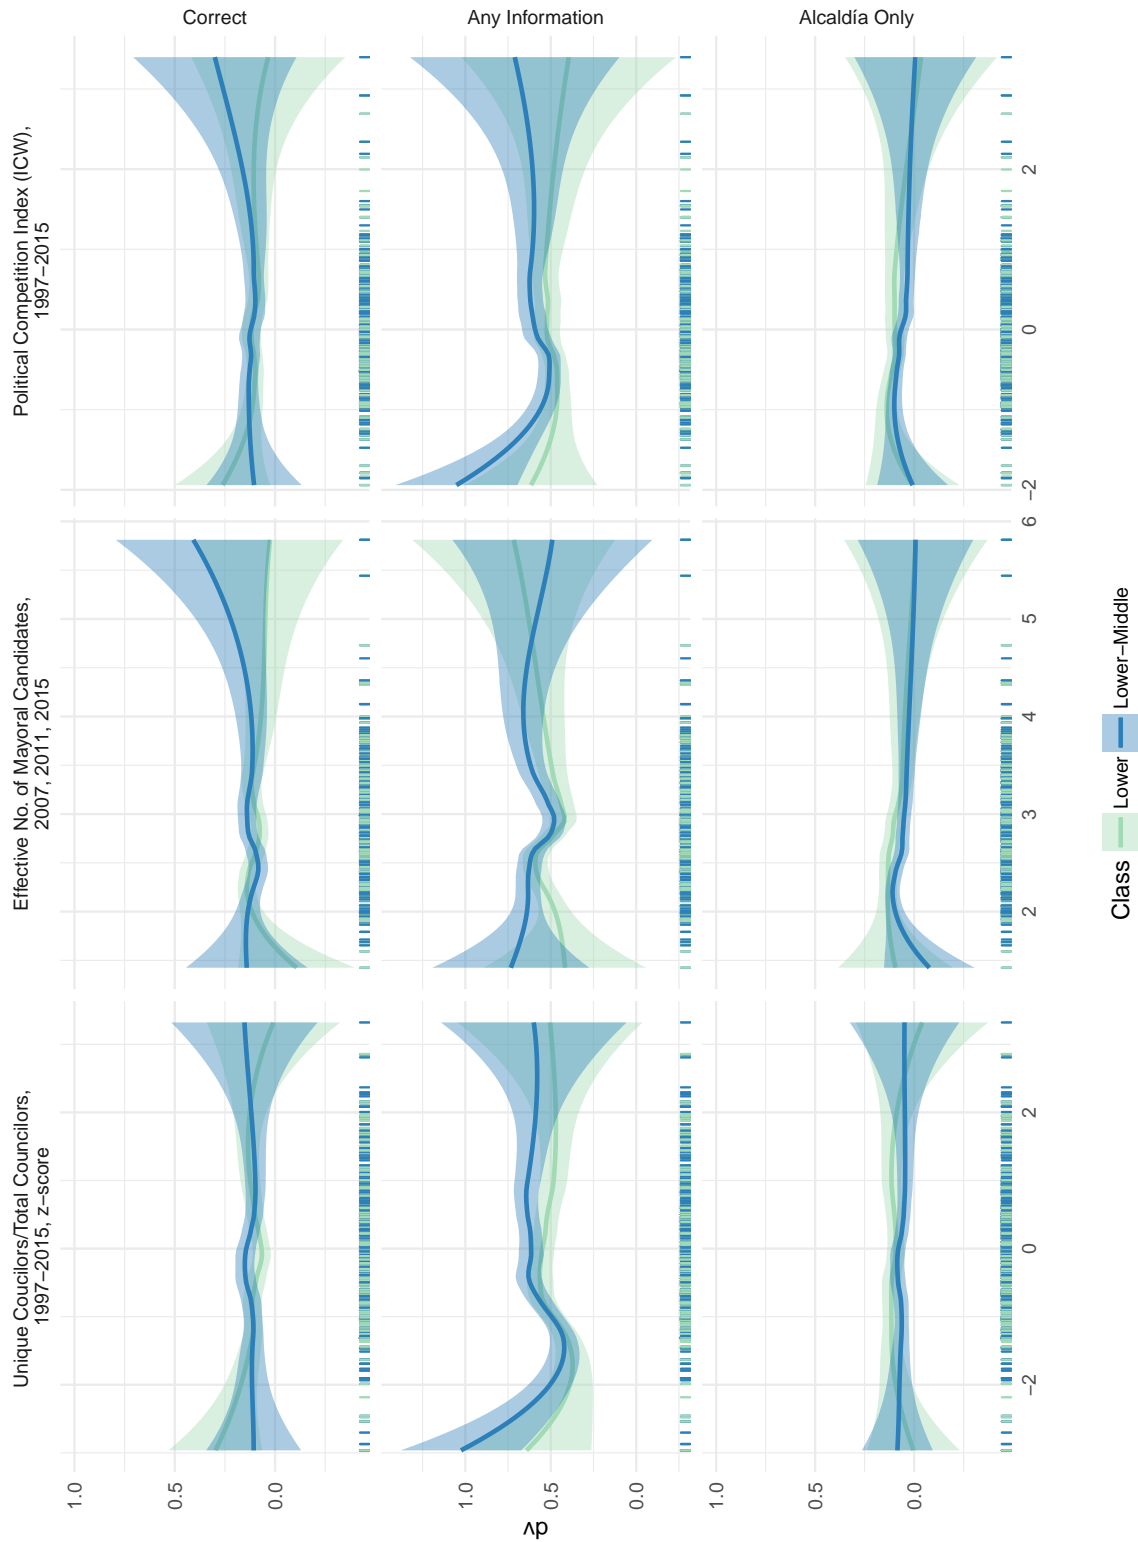 Correct
Any Information
Alcaldía Only
Unique Coucilors/Total Councilors,
1997−2015, z−score
Effective No. of Mayoral Candidates,
2007, 2011, 2015
Political Competition Index (ICW),
1997−2015
1.0
0.5
0.0
1.0
0.5
0.0
1.0
0.5
0.0
dv
−2
0
2
2
3
4
5
6
−2
0
2
Class
Lower
Lower−Middle